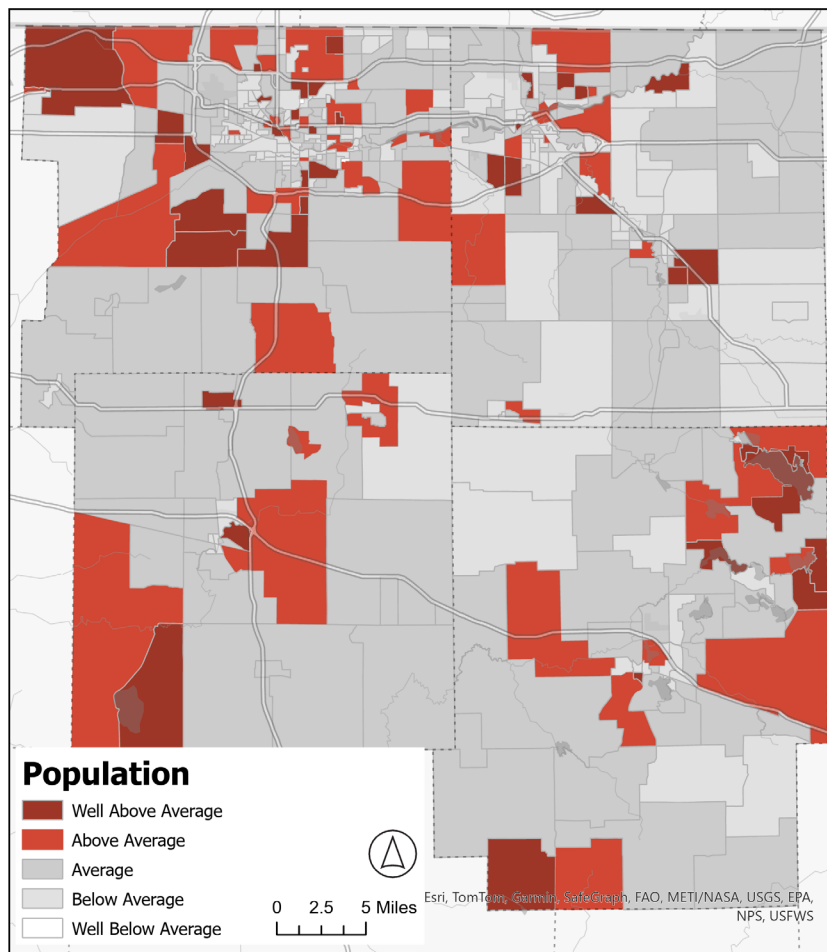 Population
Well Above Average
Above Average
Average
Below Average
Well Below Average
0 2.5 5 Miles
Esri, TomTom, Garmin, SafeGraph, FAO, METI/NASA, USGS, EPA,
NPS, USFWS